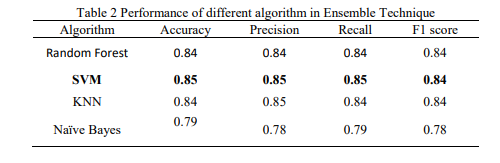 Table 2 Performance of different algorithm in Ensemble Technique
Algorithm Accuracy Precision Recall F1 score
Random Forest 0.84 0.84 0.84 0.84
SVM 0.85 0.85 0.85 0.84
KNN 0.84 0.85 0.84 0.84
Naïve Bayes 0.79 0.78 0.79 0.78